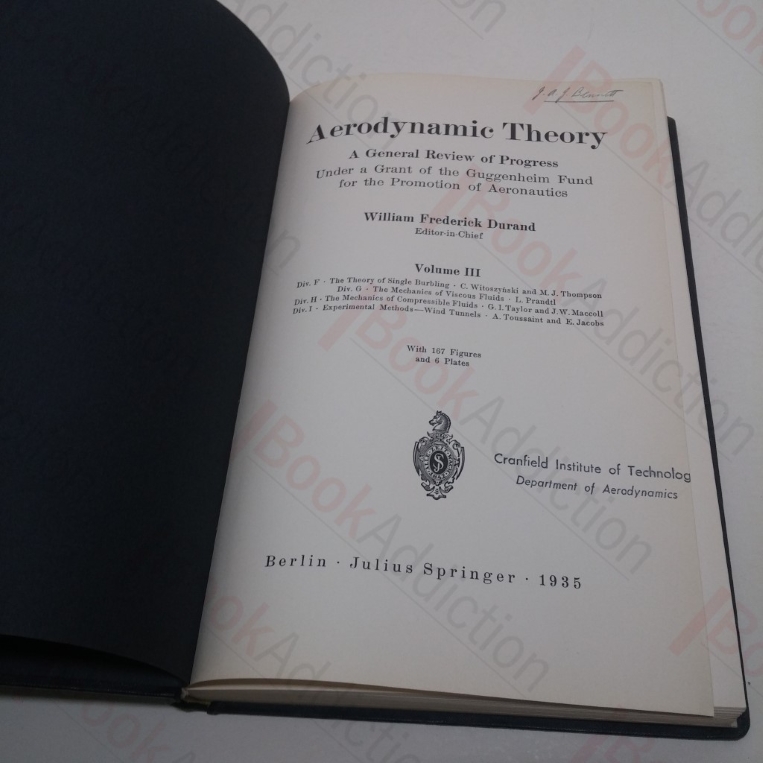 Aerodynamic Theory
A General Review of Progress
Under a Grant of the Guggenheim Fund
for the Promotion of Aeronautics
William Frederick Durand
Editor-in-Chief
Volume III
Div. F · The Theory of Single Burbling · C. Witoszyński and M. J. Thompson
Div. G · The Mechanics of Viscous Fluids · L. Prandtl
Div. H · The Mechanics of Compressible Fluids · G. I. Taylor and J. W. Maccoll
Div. I · Experimental Methods—Wind Tunnels · A. Toussaint and E. Jacobs
With 167 Figures
and 6 Plates
Cranfield Institute of Technolog
Department of Aerodynamics
Berlin · Julius Springer · 1935
BookAddiction